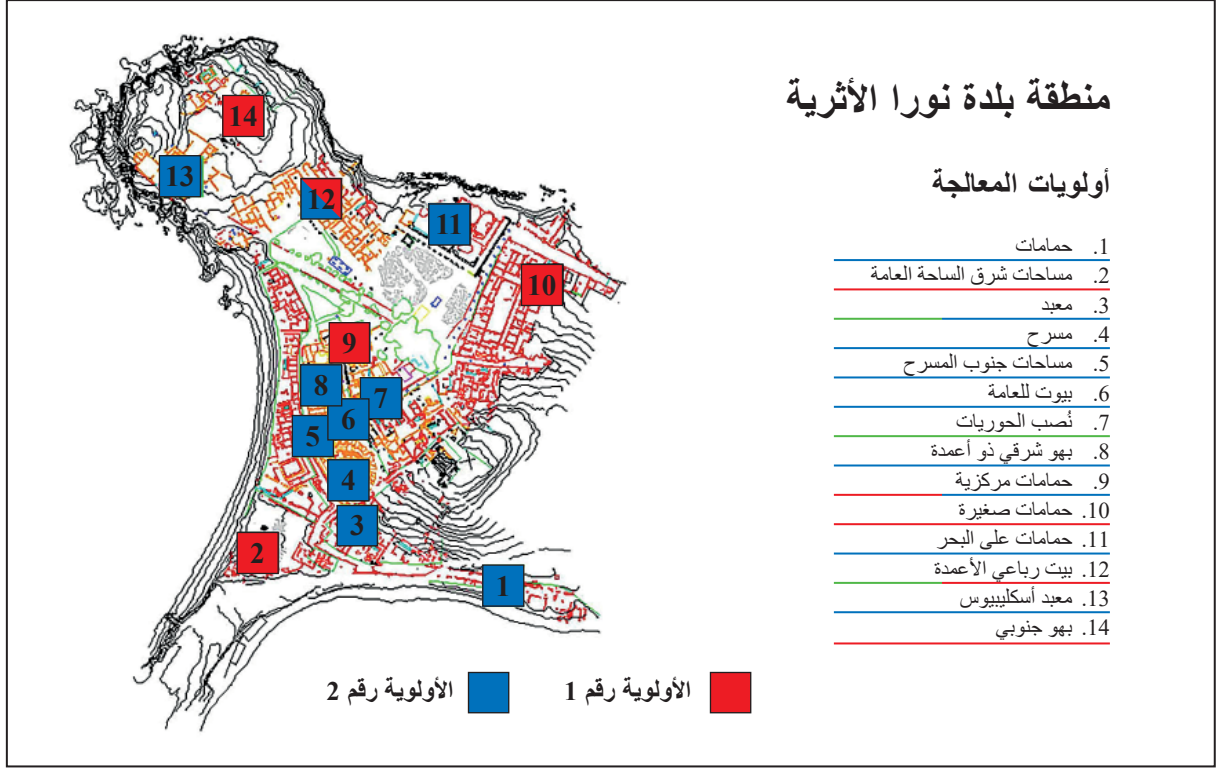 منطقة بلدة نورا الأثرية
أولويات المعالجة
1. حمامات
2. مساحات شرق الساحة العامة
3. معبد
4. مسرح
5. مساحات جنوب المسرح
6. بيوت للعامة
7. نُصب الحوريات
8. بهو شرقي ذو أعمدة
9. حمامات مركزية
10. حمامات صغيرة
11. حمامات على البحر
12. بيت رباعي الأعمدة
13. معبد أسكليبيوس
14. بهو جنوبي
14
13
12
11
10
9
8
7
6
5
4
3
2
1
الأولوية رقم 1
الأولوية رقم 2